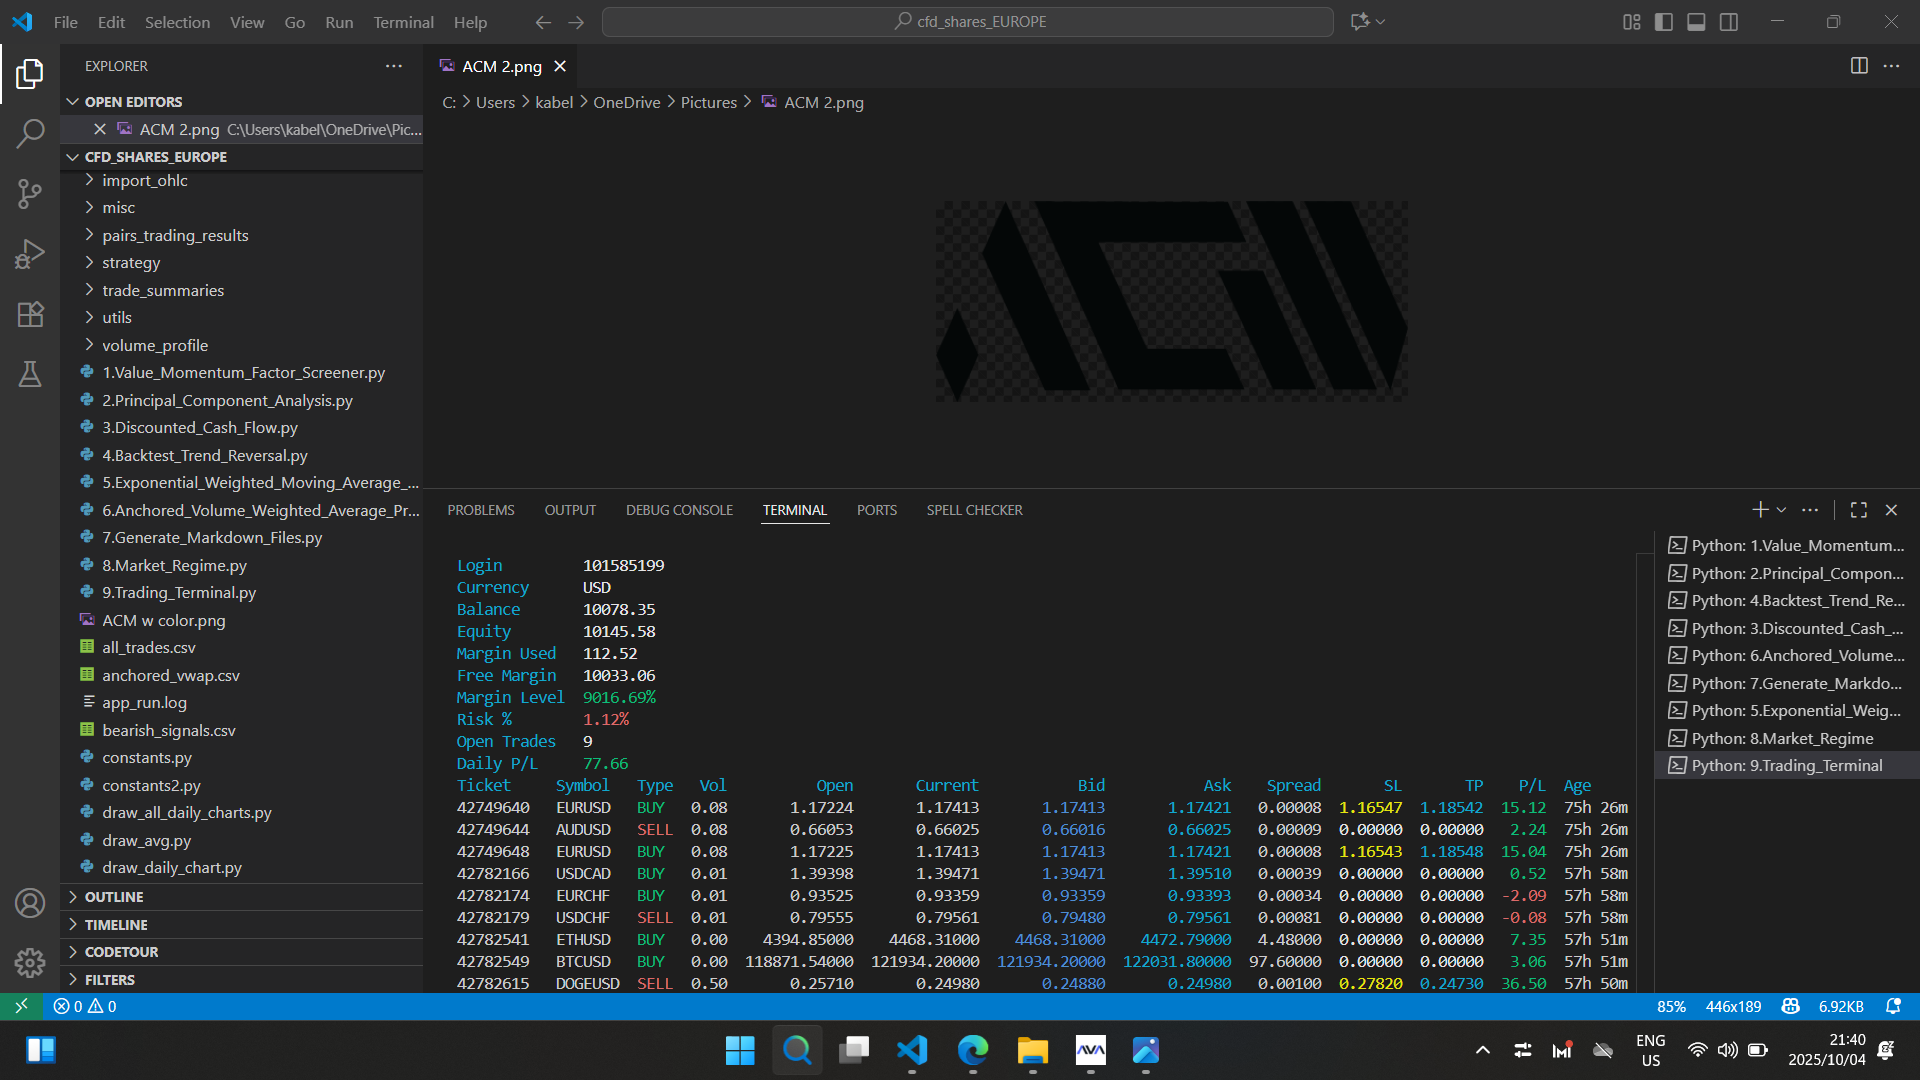 File Edit Selection View Go Run Terminal Help
cfd_shares_EUROPE
EXPLORER
OPEN EDITORS
ACM 2.png C:\Users\kabel\OneDrive\Pic...
CFD_SHARES_EUROPE
import_ohlc
misc
pairs_trading_results
strategy
trade_summaries
utils
volume_profile
1.Value_Momentum_Factor_Screener.py
2.Principal_Component_Analysis.py
3.Discounted_Cash_Flow.py
4.Backtest_Trend_Reversal.py
5.Exponential_Weighted_Moving_Average_...
6.Anchored_Volume_Weighted_Average_Pr...
7.Generate_Markdown_Files.py
8.Market_Regime.py
9.Trading_Terminal.py
ACM w color.png
all_trades.csv
anchored_vwap.csv
app_run.log
bearish_signals.csv
constants.py
constants2.py
draw_all_daily_charts.py
draw_avg.py
draw_daily_chart.py
OUTLINE
TIMELINE
CODETOUR
FILTERS
ACM 2.png
C: > Users > kabel > OneDrive > Pictures > ACM 2.png
PROBLEMS OUTPUT DEBUG CONSOLE TERMINAL PORTS SPELL CHECKER
Login 101585199
Currency USD
Balance 10078.35
Equity 10145.58
Margin Used 112.52
Free Margin 10033.06
Margin Level 9016.69%
Risk % 1.12%
Open Trades 9
Daily P/L 77.66
Ticket Symbol Type Vol Open Current Bid Ask Spread SL TP P/L Age
42749640 EURUSD BUY 0.08 1.17224 1.17413 1.17413 1.17421 0.00008 1.16547 1.18542 15.12 75h 26m
42749644 AUDUSD SELL 0.08 0.66053 0.66025 0.66016 0.66025 0.00009 0.00000 0.00000 2.24 75h 26m
42749648 EURUSD BUY 0.08 1.17225 1.17413 1.17413 1.17421 0.00008 1.16543 1.18548 15.04 75h 26m
42782166 USDCAD BUY 0.01 1.39398 1.39471 1.39471 1.39510 0.00039 0.00000 0.00000 0.52 57h 58m
42782174 EURCHF BUY 0.01 0.93525 0.93359 0.93359 0.93393 0.00034 0.00000 0.00000 -2.09 57h 58m
42782179 USDCHF SELL 0.01 0.79555 0.79561 0.79480 0.79561 0.00081 0.00000 0.00000 -0.08 57h 58m
42782541 ETHUSD BUY 0.00 4394.85000 4468.31000 4468.31000 4472.79000 4.48000 0.00000 0.00000 7.35 57h 51m
42782549 BTCUSD BUY 0.00 118871.54000 121934.20000 121934.20000 122031.80000 97.60000 0.00000 0.00000 3.06 57h 51m
42782615 DOGEUSD SELL 0.50 0.25710 0.24980 0.24880 0.24980 0.00100 0.27820 0.24730 36.50 57h 50m
Python: 1.Value_Momentum...
Python: 2.Principal_Compon...
Python: 4.Backtest_Trend_Re...
Python: 3.Discounted_Cash_...
Python: 6.Anchored_Volume...
Python: 7.Generate_Markdo...
Python: 5.Exponential_Weig...
Python: 8.Market_Regime
Python: 9.Trading_Terminal
0 0
85% 446x189 6.92KB
AVA
ENG
US
21:40
2025/10/04